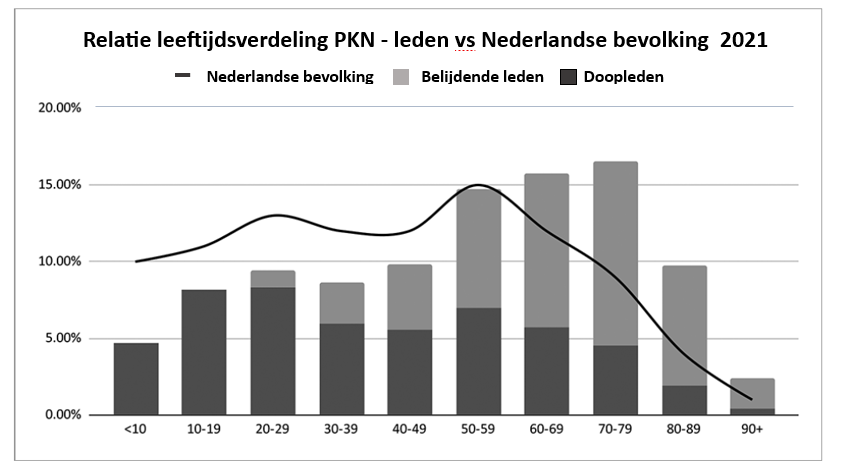 Relatie leeftijdsverdeling PKN - leden vs Nederlandse bevolking 2021
Nederlandse bevolking Belijdende leden Doopleden
20.00%
15.00%
10.00%
5.00%
0.00%
<10 10-19 20-29 30-39 40-49 50-59 60-69 70-79 80-89 90+